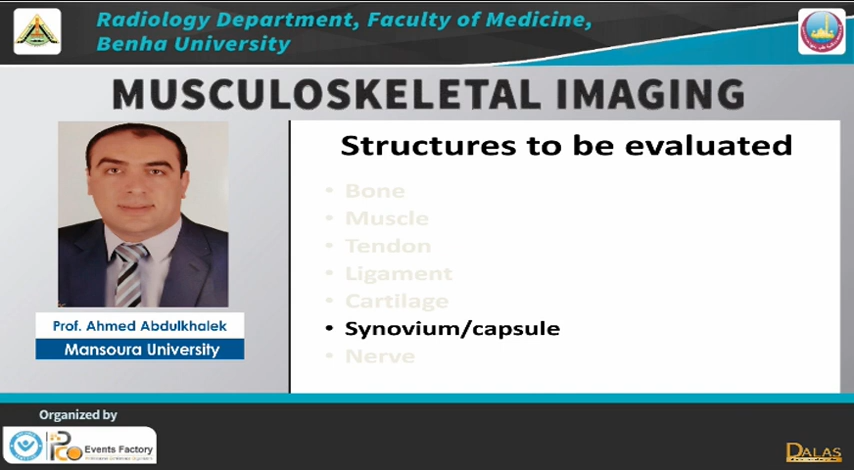 Radiology Department, Faculty of Medicine,
Benha University
MUSCULOSKELETAL IMAGING
Structures to be evaluated
• Bone
• Muscle
• Tendon
• Ligament
• Cartilage
• Synovium/capsule
• Nerve
Prof. Ahmed Abdulkhalek
Mansoura University
Organized by
Pco Events Factory
DALAS